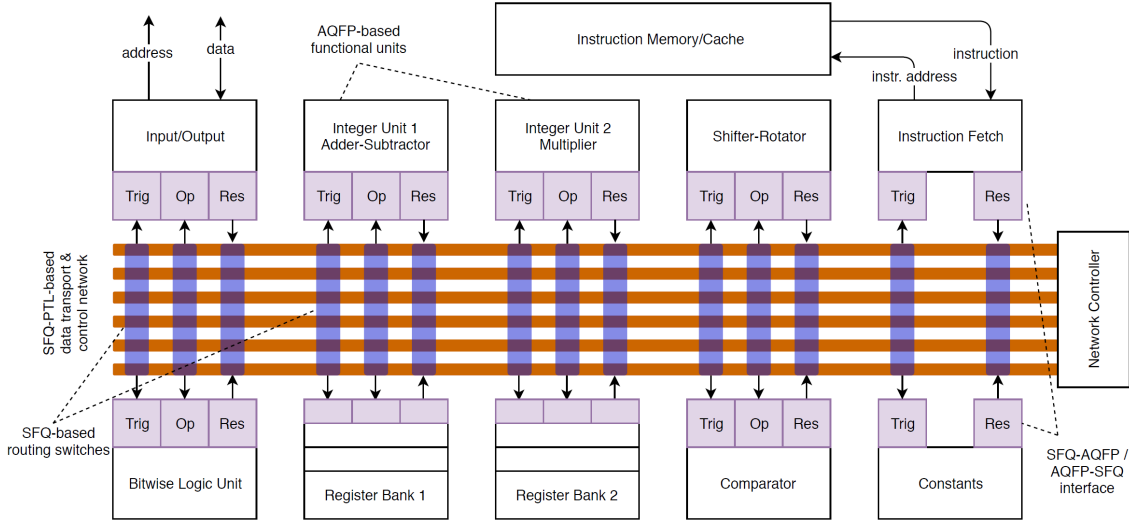 address
data
AQFP-based
functional units
Instruction Memory/Cache
instruction
instr. address
Input/Output
Integer Unit 1
Adder-Subtractor
Integer Unit 2
Multiplier
Shifter-Rotator
Instruction Fetch
Trig Op Res
Trig Op Res
Trig Op Res
Trig Op Res
Trig Res
SFQ-PTL-based
data transport &
control network
Network Controller
SFQ-based
routing switches
Trig Op Res
Trig Op Res
Trig Res
SFQ-AQFP /
AQFP-SFQ
interface
Bitwise Logic Unit
Register Bank 1
Register Bank 2
Comparator
Constants